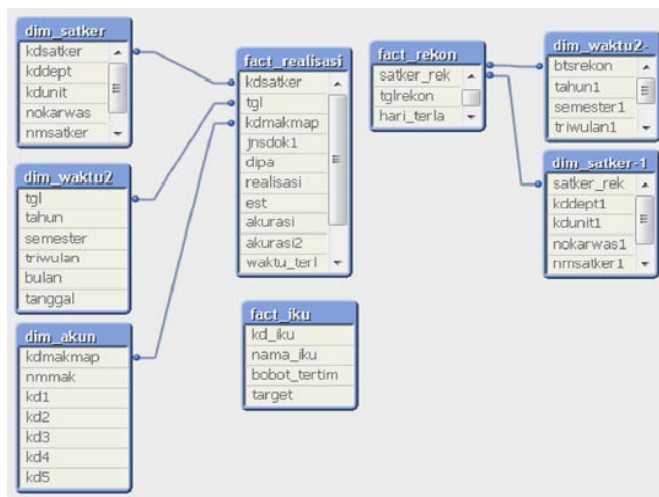 dim_satker
kdsatker
kddept
kdunit
nokarwas
nmsatker
dim_waktu2
tgl
tahun
semester
triwulan
bulan
tanggal
dim_akun
kdmakmap
nmmak
kd1
kd2
kd3
kd4
kd5
fact_realisasi
kdsatker
tgl
kdmakmap
jnsdok1
dipa
realisasi
est
akurasi
akurasi2
waktu_terl
fact_iku
kd_iku
nama_iku
bobot_tertim
target
fact_rekon
satker_rek
tglrekon
hari_terla
dim_waktu2-
btsrekon
tahun1
semester1
triwulan1
dim_satker-1
satker_rek
kddept1
kdunit1
nokarwas1
nmsatker1